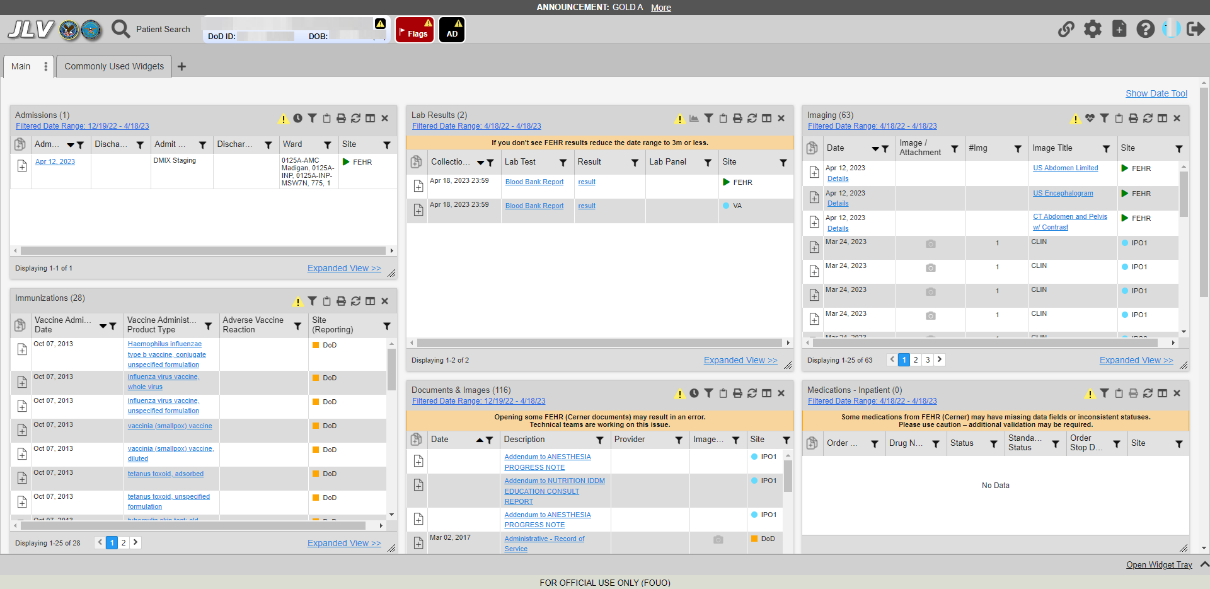 ANNOUNCEMENT: GOLD A More
JLV Patient Search DoD ID: DOB: Flags AD
Main Commonly Used Widgets
Show Date Tool
Admissions (1)
Filtered Date Range: 12/19/22 - 4/18/23
Adm... Discha... Admit ... Dischar... Ward Site
Apr 12, 2023 DMIX Staging 0125A-AMC FEHR
Madigan, 0125A-
INP, 0125A-INP-
MSW7N, 775, 1
Displaying 1-1 of 1 Expanded View >>
Lab Results (2)
Filtered Date Range: 4/18/22 - 4/18/23
If you don't see FEHR results reduce the date range to 3m or less.
Collectio... Lab Test Result Lab Panel Site
Apr 18, 2023 23:59 Blood Bank Report result FEHR
Apr 18, 2023 23:59 Blood Bank Report result VA
Displaying 1-2 of 2 Expanded View >>
Imaging (63)
Filtered Date Range: 4/18/22 - 4/18/23
Date Image / Attachment #Img Image Title Site
Apr 12, 2023 US Abdomen Limited FEHR
Details
Apr 12, 2023 US Encephalogram FEHR
Details
Apr 12, 2023 CT Abdomen and Pelvis FEHR
Details w/ Contrast
Mar 24, 2023 1 CLIN IPO1
Mar 24, 2023 1 CLIN IPO1
Mar 24, 2023 1 CLIN IPO1
Mar 24, 2023 1 CLIN IPO1
Displaying 1-25 of 63 1 2 3 Expanded View >>
Immunizations (28)
Vaccine Admi... Date Vaccine Administ... Product Type Adverse Vaccine Reaction Site (Reporting)
Oct 07, 2013 Haemophilus influenzae DoD
type b vaccine, conjugate
unspecified formulation
Oct 07, 2013 influenza virus vaccine, DoD
whole virus
Oct 07, 2013 influenza virus vaccine, DoD
unspecified formulation
Oct 07, 2013 vaccinia (smallpox) vaccine DoD
Oct 07, 2013 vaccinia (smallpox) vaccine, DoD
diluted
Oct 07, 2013 tetanus toxoid, adsorbed DoD
Oct 07, 2013 tetanus toxoid, unspecified DoD
formulation
Displaying 1-25 of 28 1 2 Expanded View >>
Documents & Images (116)
Filtered Date Range: 12/19/22 - 4/18/23
Opening some FEHR (Cerner documents) may result in an error.
Technical teams are working on this issue.
Date Description Provider Image... Site
Addendum to ANESTHESIA IPO1
PROGRESS NOTE
Addendum to NUTRITION IDDM IPO1
EDUCATION CONSULT
REPORT
Addendum to ANESTHESIA IPO1
PROGRESS NOTE
Mar 02, 2017 Administrative - Record of DoD
Service
Medications - Inpatient (0)
Filtered Date Range: 4/18/22 - 4/18/23
Some medications from FEHR (Cerner) may have missing data fields or inconsistent statuses.
Please use caution – additional validation may be required.
Order ... Drug N... Status Standa... Status Order Stop D... Site
No Data
Open Widget Tray
FOR OFFICIAL USE ONLY (FOUO)